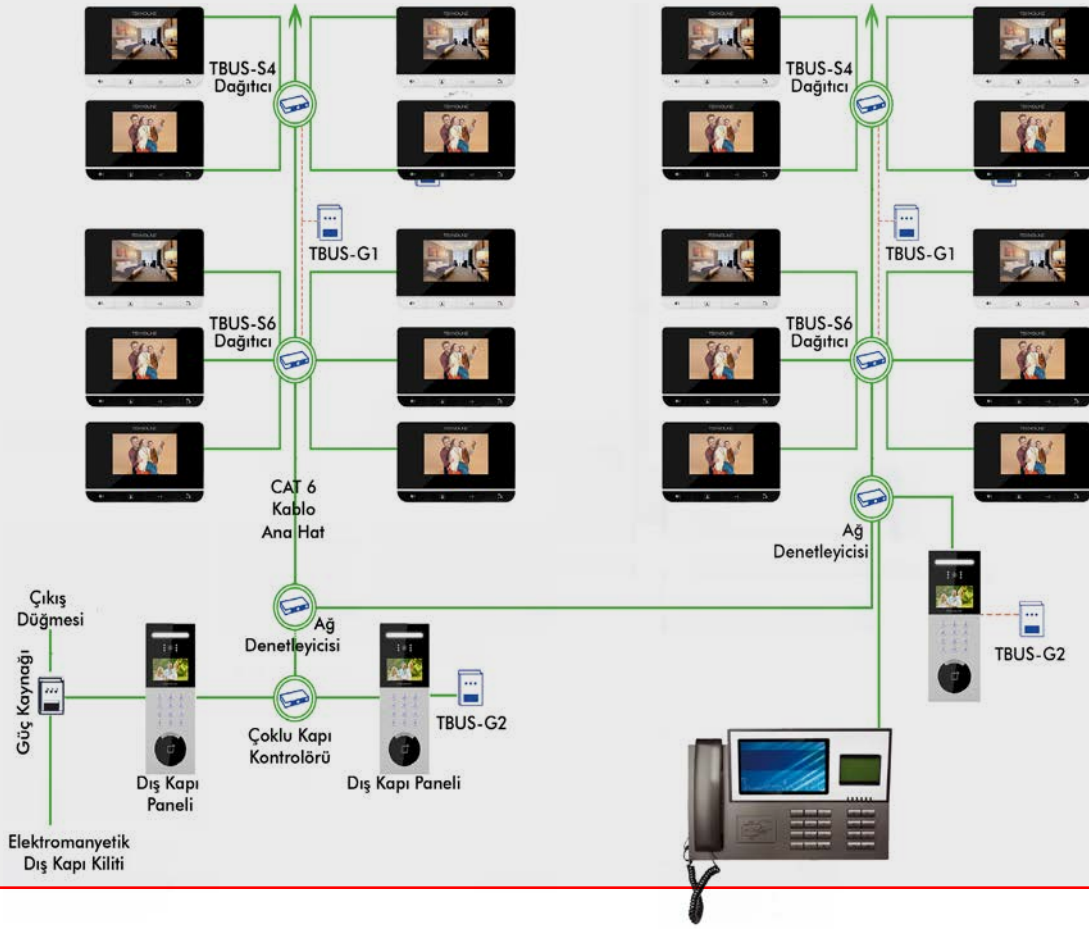 TBUS-S4
Dağıtıcı
TBUS-G1
TBUS-S6
Dağıtıcı
CAT 6
Kablo
Ana Hat
Ağ
Denetleyicisi
Çıkış
Düğmesi
Güç Kaynağı
Elektromanyetik
Dış Kapı Kiliti
Dış Kapı
Paneli
Çoklu Kapı
Kontrolörü
Dış Kapı Paneli
TBUS-G2
TBUS-S4
Dağıtıcı
TBUS-G1
TBUS-S6
Dağıtıcı
Ağ
Denetleyicisi
TBUS-G2